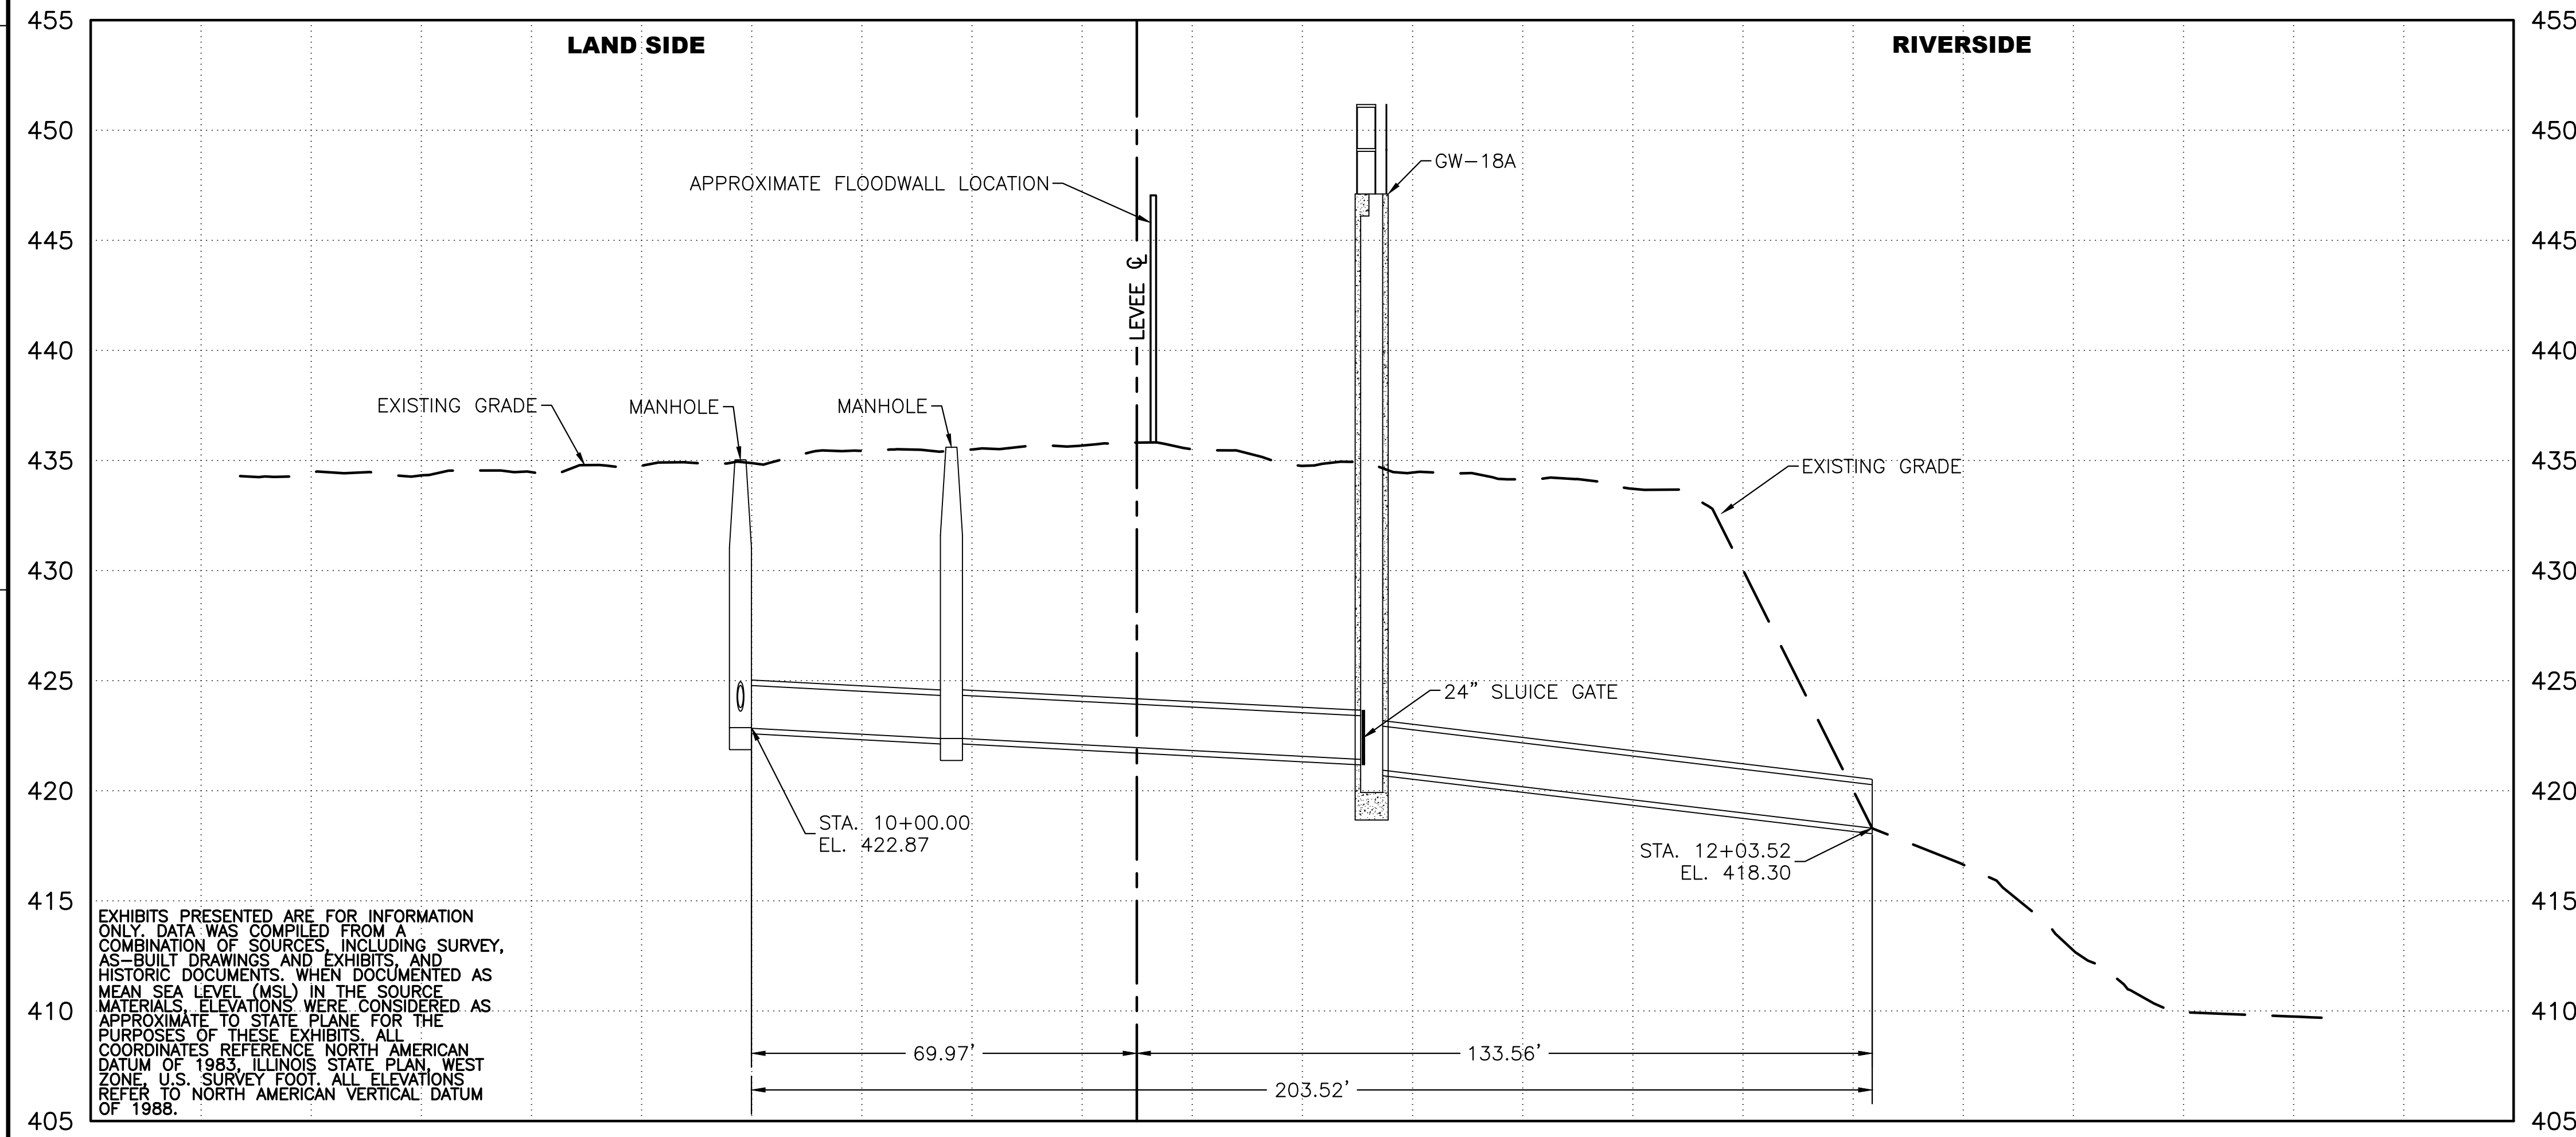 455
455
LAND SIDE
RIVERSIDE
450
450
GW-18A
APPROXIMATE FLOODWALL LOCATION
445
445
LEVEE ℄
440
440
EXISTING GRADE
MANHOLE
MANHOLE
435
435
EXISTING GRADE
430
430
425
425
24" SLUICE GATE
420
420
STA. 10+00.00
EL. 422.87
STA. 12+03.52
EL. 418.30
415
415
EXHIBITS PRESENTED ARE FOR INFORMATION
ONLY. DATA WAS COMPILED FROM A
COMBINATION OF SOURCES, INCLUDING SURVEY,
AS-BUILT DRAWINGS AND EXHIBITS, AND
HISTORIC DOCUMENTS. WHEN DOCUMENTED AS
MEAN SEA LEVEL (MSL) IN THE SOURCE
MATERIALS, ELEVATIONS WERE CONSIDERED AS
APPROXIMATE TO STATE PLANE FOR THE
PURPOSES OF THESE EXHIBITS. ALL
COORDINATES REFERENCE NORTH AMERICAN
DATUM OF 1983, ILLINOIS STATE PLAN, WEST
ZONE, U.S. SURVEY FOOT. ALL ELEVATIONS
REFER TO NORTH AMERICAN VERTICAL DATUM
OF 1988.
410
410
69.97'
133.56'
203.52'
405
405